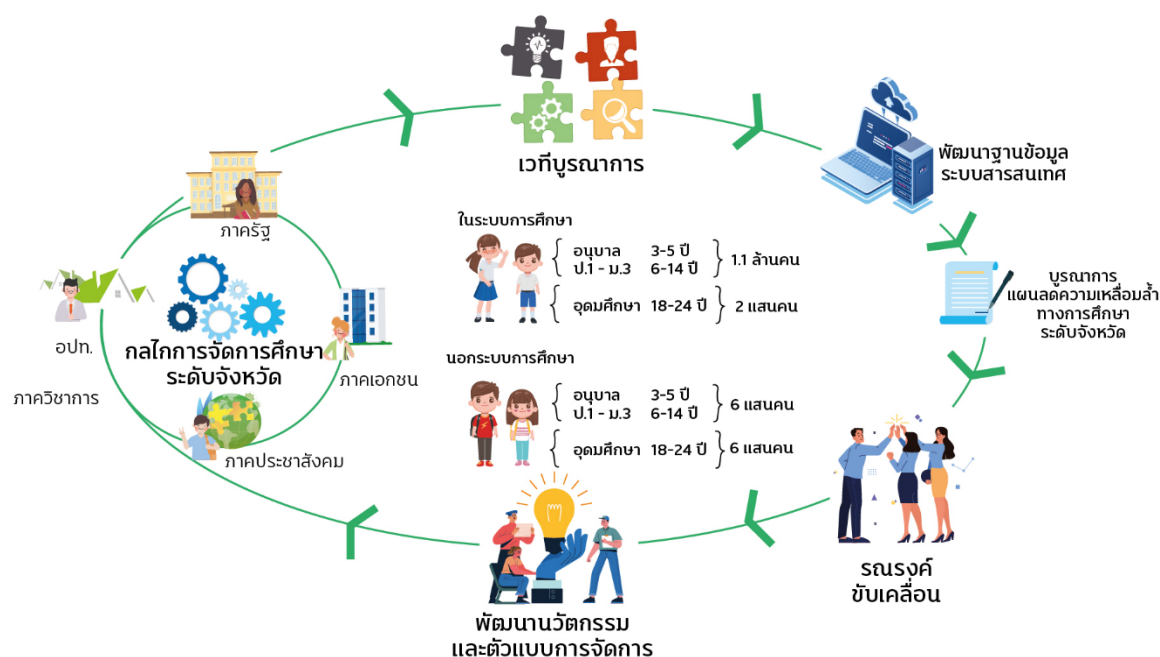 เวทีบูรณาการ
พัฒนาฐานข้อมูล
ระบบสารสนเทศ
ภาครัฐ
ในระบบการศึกษา
อนุบาล 3-5 ปี
ป.1 - ม.3 6-14 ปี
1.1 ล้านคน
อุดมศึกษา 18-24 ปี
2 แสนคน
บูรณาการ
แผนลดความเหลื่อมล้ำ
ทางการศึกษา
ระดับจังหวัด
อปท.
กลไกการจัดการศึกษา
ระดับจังหวัด
ภาคเอกชน
ภาควิชาการ
ภาคประชาสังคม
นอกระบบการศึกษา
อนุบาล 3-5 ปี
ป.1 - ม.3 6-14 ปี
6 แสนคน
อุดมศึกษา 18-24 ปี
6 แสนคน
รณรงค์
ขับเคลื่อน
พัฒนานวัตกรรม
และตัวแบบการจัดการ